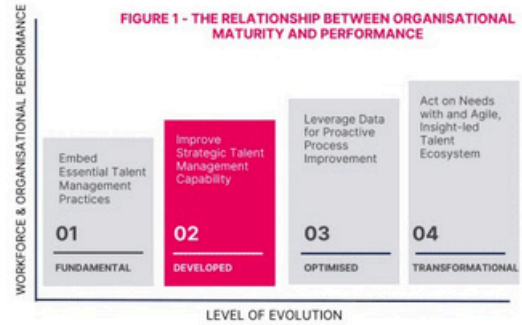 FIGURE 1 - THE RELATIONSHIP BETWEEN ORGANISATIONAL
MATURITY AND PERFORMANCE
WORKFORCE & ORGANISATIONAL PERFORMANCE
Embed
Essential Talent
Management
Practices
01
FUNDAMENTAL
Improve
Strategic Talent
Management
Capability
02
DEVELOPED
Leverage Data
for Proactive
Process
Improvement
03
OPTIMISED
Act on Needs
with and Agile,
Insight-led
Talent
Ecosystem
04
TRANSFORMATIONAL
LEVEL OF EVOLUTION